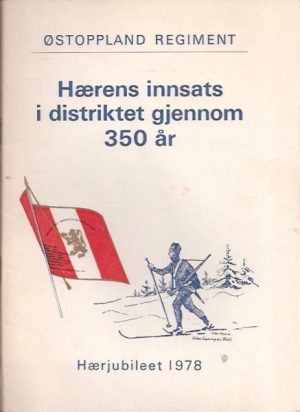 ØSTOPPLAND REGIMENT
Hærens innsats
i distriktet gjennom
350 år
Hærjubileet 1978